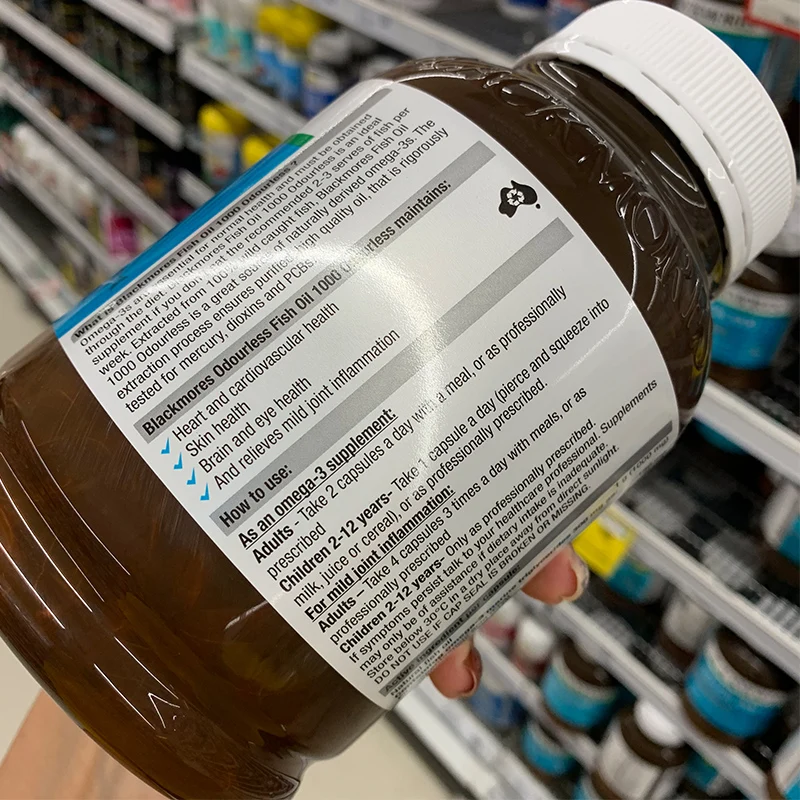 BLACKMORES
What is Blackmores Fish Oil 1000 Odourless?
Omega-3s are essential for normal health and must be obtained
through the diet. Blackmores Fish Oil 1000 Odourless is an ideal
supplement if you don't eat the recommended 2-3 serves of fish per
week. Extracted from 100% wild caught fish, Blackmores Fish Oil
1000 Odourless is a great source of naturally derived omega-3s. The
extraction process ensures purified, high quality oil, that is rigorously
tested for mercury, dioxins and PCBs.
Blackmores Odourless Fish Oil 1000 Odourless maintains:
Heart and cardiovascular health
Skin health
Brain and eye health
And relieves mild joint inflammation
How to use:
As an omega-3 supplement:
Adults - Take 2 capsules a day with a meal, or as professionally
prescribed
Children 2-12 years- Take 1 capsule a day (pierce and squeeze into
milk, juice or cereal), or as professionally prescribed.
For mild joint inflammation:
Adults – Take 4 capsules 3 times a day with meals, or as
professionally prescribed
Children 2-12 years- Only as professionally prescribed.
If symptoms persist talk to your healthcare professional. Supplements
may only be of assistance if dietary intake is inadequate.
Store below 30°C in a dry place away from direct sunlight.
DO NOT USE IF CAP SEAL IS BROKEN OR MISSING.